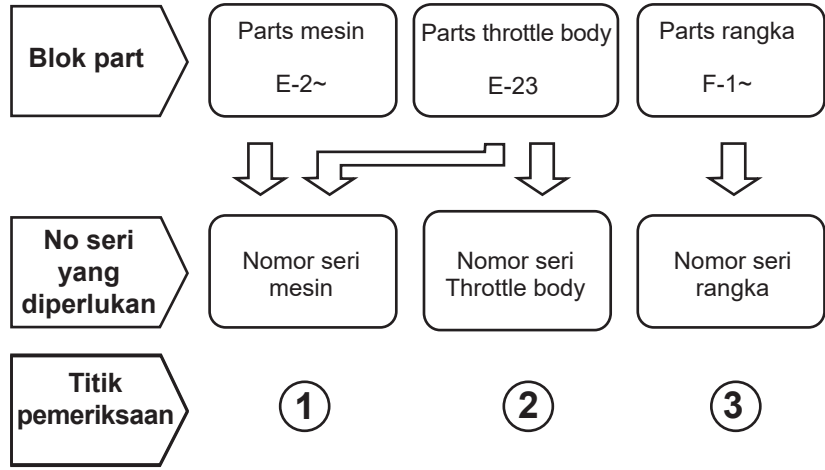 Blok part
Parts mesin
E-2~
Parts throttle body
E-23
Parts rangka
F-1~
No seri
yang
diperlukan
Nomor seri
mesin
Nomor seri
Throttle body
Nomor seri
rangka
Titik
pemeriksaan
1
2
3